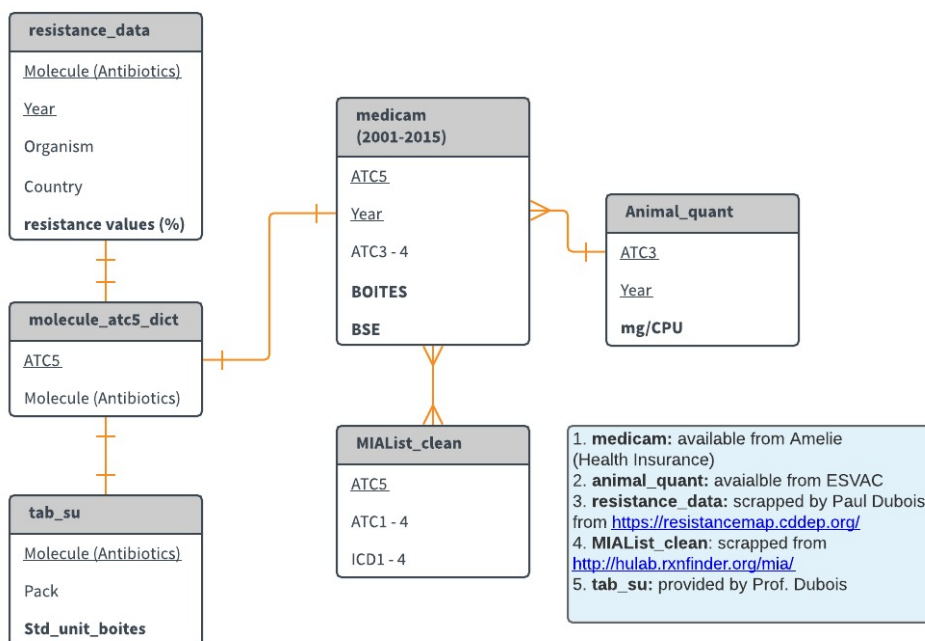 resistance_data
Molecule (Antibiotics)
Year
Organism
Country
resistance values (%)
molecule_atc5_dict
ATC5
Molecule (Antibiotics)
tab_su
Molecule (Antibiotics)
Pack
Std_unit_boites
medicam
(2001-2015)
ATC5
Year
ATC3 - 4
BOITES
BSE
MIAList_clean
ATC5
ATC1 - 4
ICD1 - 4
Animal_quant
ATC3
Year
mg/CPU
1. medicam: available from Amelie
(Health Insurance)
2. animal_quant: avaialble from ESVAC
3. resistance_data: scrapped by Paul Dubois
from https://resistancemap.cddep.org/
4. MIAList_clean: scrapped from
http://hulab.rxnfinder.org/mia/
5. tab_su: provided by Prof. Dubois